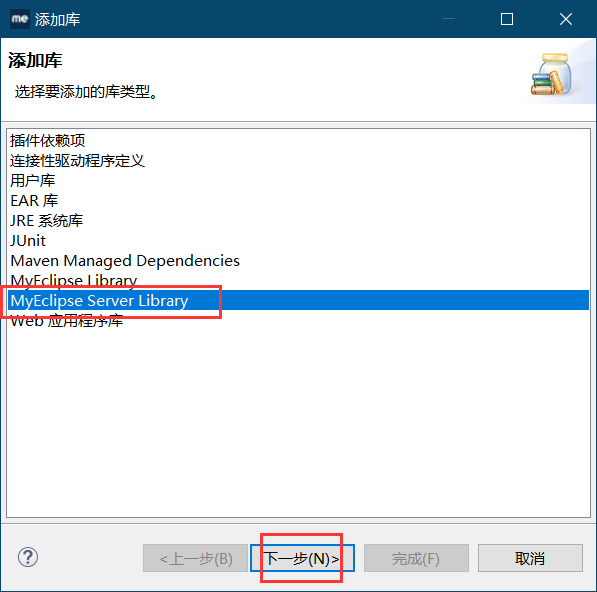 me 添加库
添加库
选择要添加的库类型。
插件依赖项
连接性驱动程序定义
用户库
EAR 库
JRE 系统库
JUnit
Maven Managed Dependencies
MyEclipse Library
MyEclipse Server Library
Web 应用程序库
? <上一步(B) 下一步(N)> 完成(F) 取消